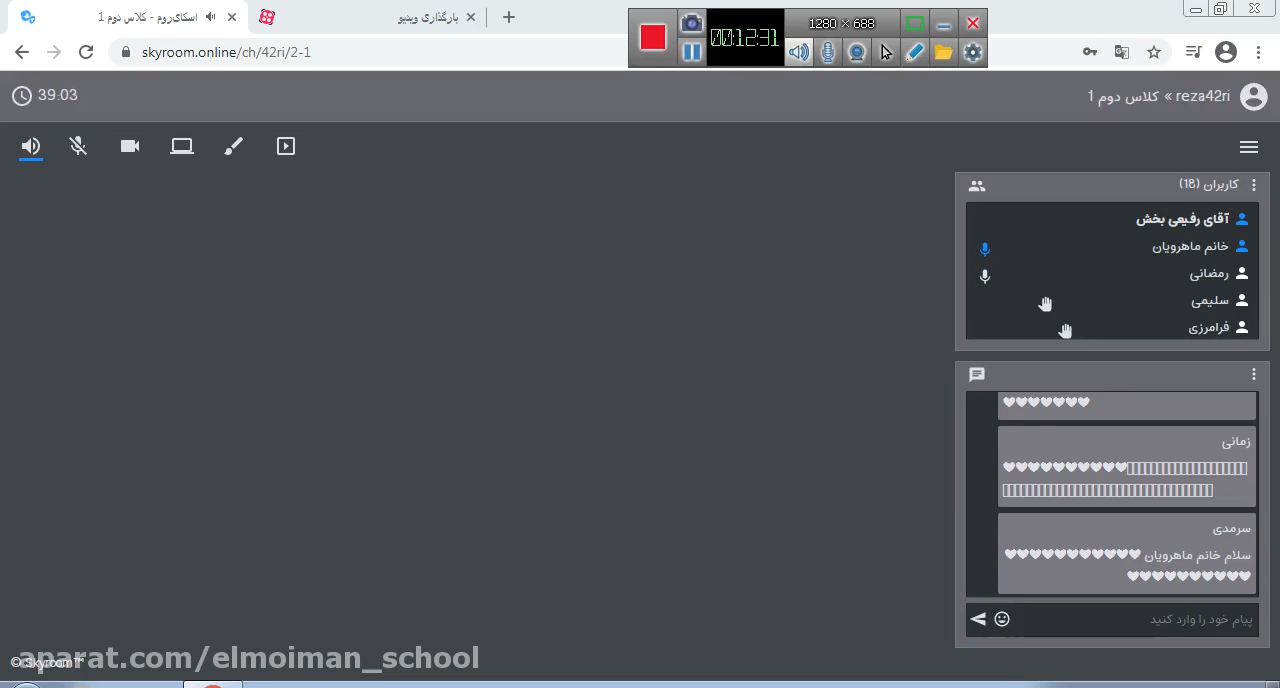 اسکای‌روم - کلاس دوم 1
بارگذاری ویدیو
skyroom.online/ch/42ri/2-1
00:12:31
1280 × 688
39:03
reza42ri » کلاس دوم 1
کاربران (18)
آقای رفیعی بخش
خانم ماهرویان
رمضانی
سلیمی
فرامرزی
♥♥♥♥♥♥♥
زمانی
♥♥♥♥♥♥♥♥♥♥
سرمدی
سلام خانم ماهرویان ♥♥♥♥♥♥♥♥♥♥♥
♥♥♥♥♥♥♥♥♥♥
پیام خود را وارد کنید
© Skyroom™
aparat.com/elmoiman_school